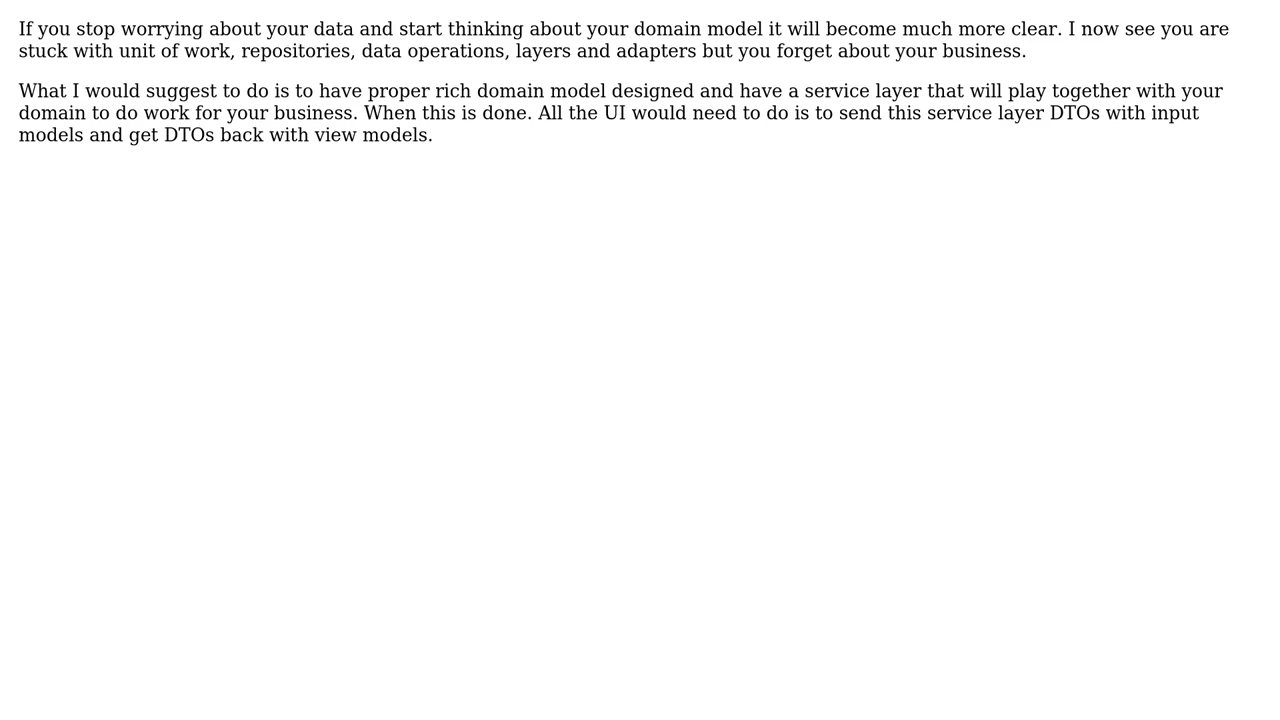 If you stop worrying about your data and start thinking about your domain model it will become much more clear. I now see you are
stuck with unit of work, repositories, data operations, layers and adapters but you forget about your business.
What I would suggest to do is to have proper rich domain model designed and have a service layer that will play together with your
domain to do work for your business. When this is done. All the UI would need to do is to send this service layer DTOs with input
models and get DTOs back with view models.